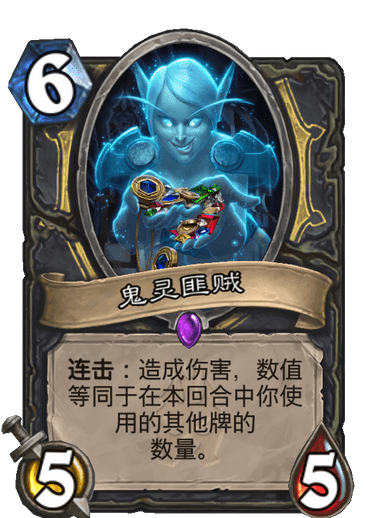 6
鬼灵匪贼
连击：造成伤害，数值
等同于在本回合中你使
用的其他牌的
数量。
5
5